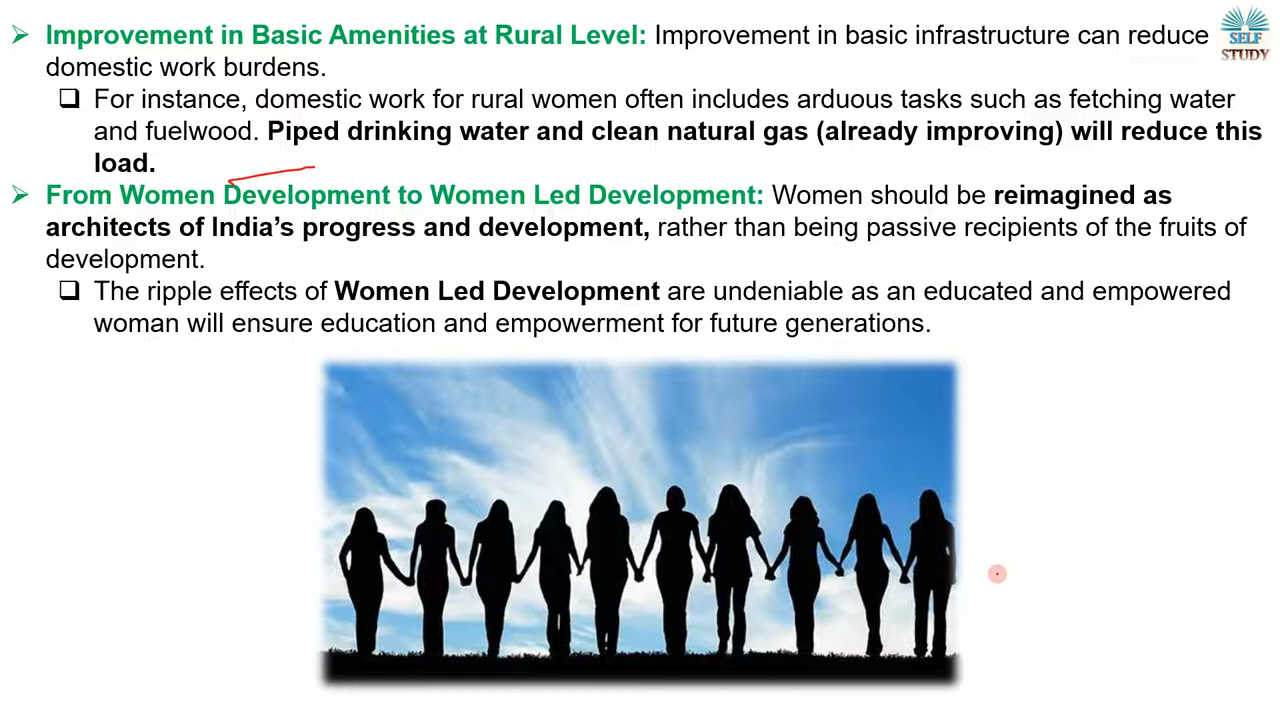 ➢ Improvement in Basic Amenities at Rural Level: Improvement in basic infrastructure can reduce
domestic work burdens.
❑ For instance, domestic work for rural women often includes arduous tasks such as fetching water
and fuelwood. Piped drinking water and clean natural gas (already improving) will reduce this
load.
➢ From Women Development to Women Led Development: Women should be reimagined as
architects of India’s progress and development, rather than being passive recipients of the fruits of
development.
❑ The ripple effects of Women Led Development are undeniable as an educated and empowered
woman will ensure education and empowerment for future generations.
SELF
STUDY